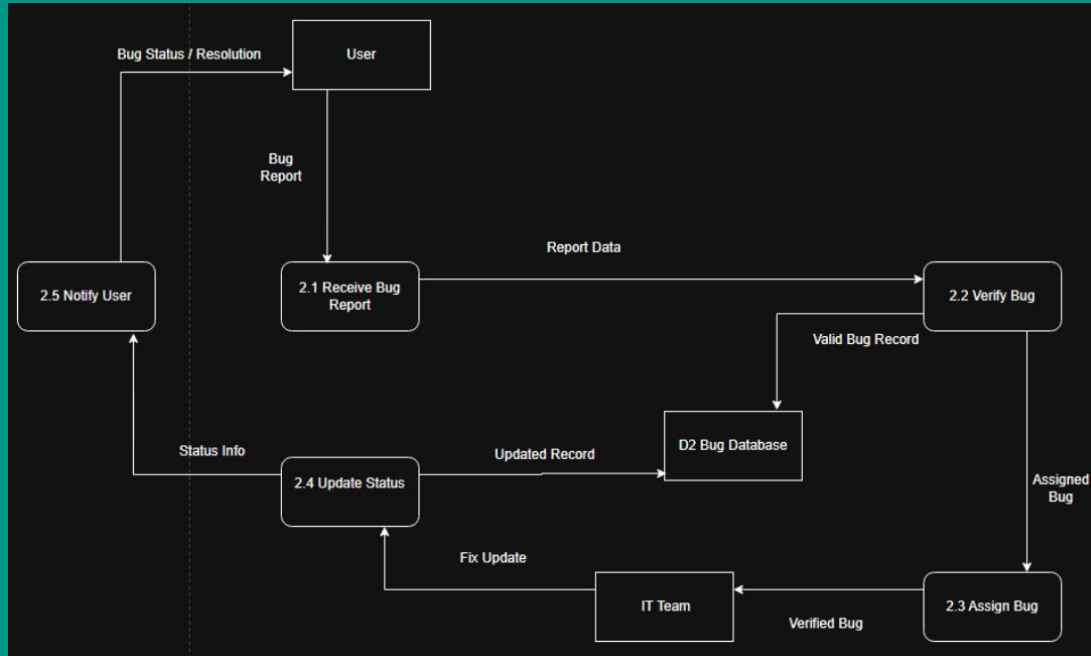 Bug Status / Resolution
User
Bug
Report
Report Data
2.5 Notify User
2.1 Receive Bug
Report
2.2 Verify Bug
Valid Bug Record
D2 Bug Database
Status Info
Updated Record
2.4 Update Status
Assigned
Bug
Fix Update
IT Team
2.3 Assign Bug
Verified Bug